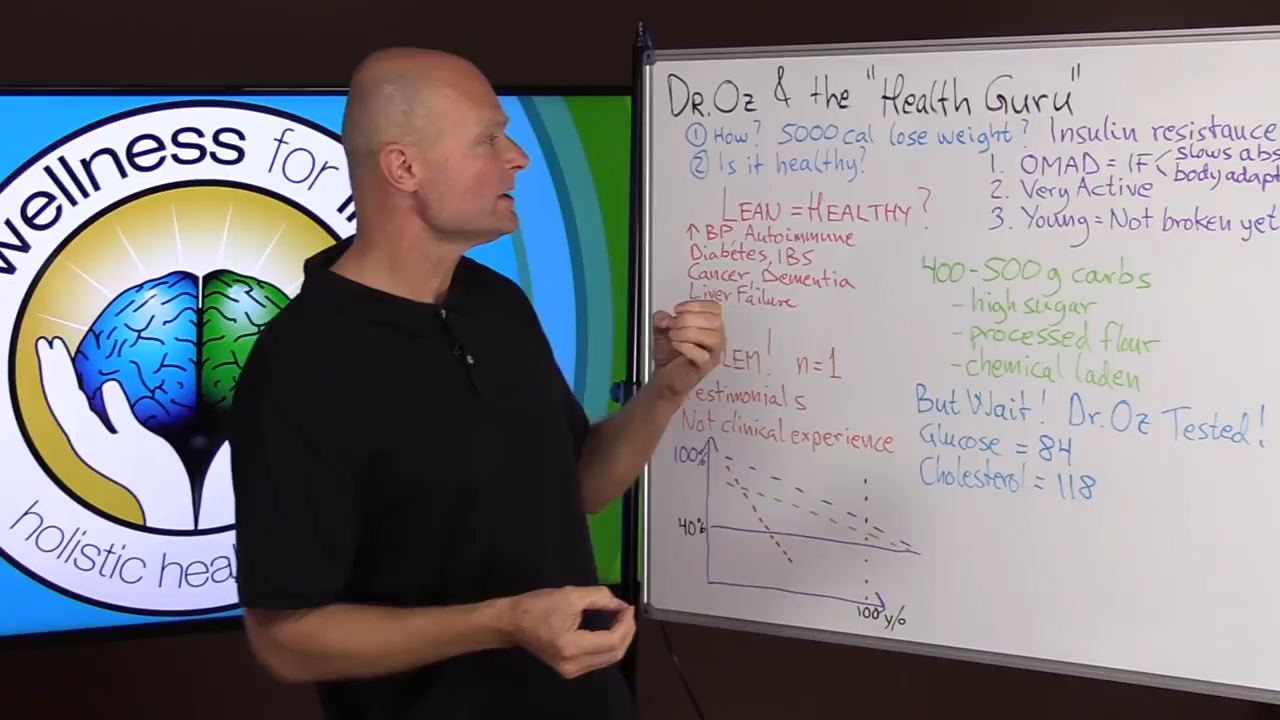 wellness for
holistic hea
DR. OZ & the "Health Guru"
① How? 5000 cal lose weight?
② Is it healthy?
Insulin resistance
1. OMAD = IF < slows abs
body adapt
2. Very Active
3. Young = Not broken yet
LEAN = HEALTHY?
↑ BP, Autoimmune
Diabetes, IBS
Cancer, Dementia
Liver Failure
LEM! n=1
Testimonials
Not clinical experience
400-500g carbs
- high sugar
- processed flour
- chemical laden
But Wait! Dr. Oz Tested!
Glucose = 84
Cholesterol = 118
100%
40%
100 y/o